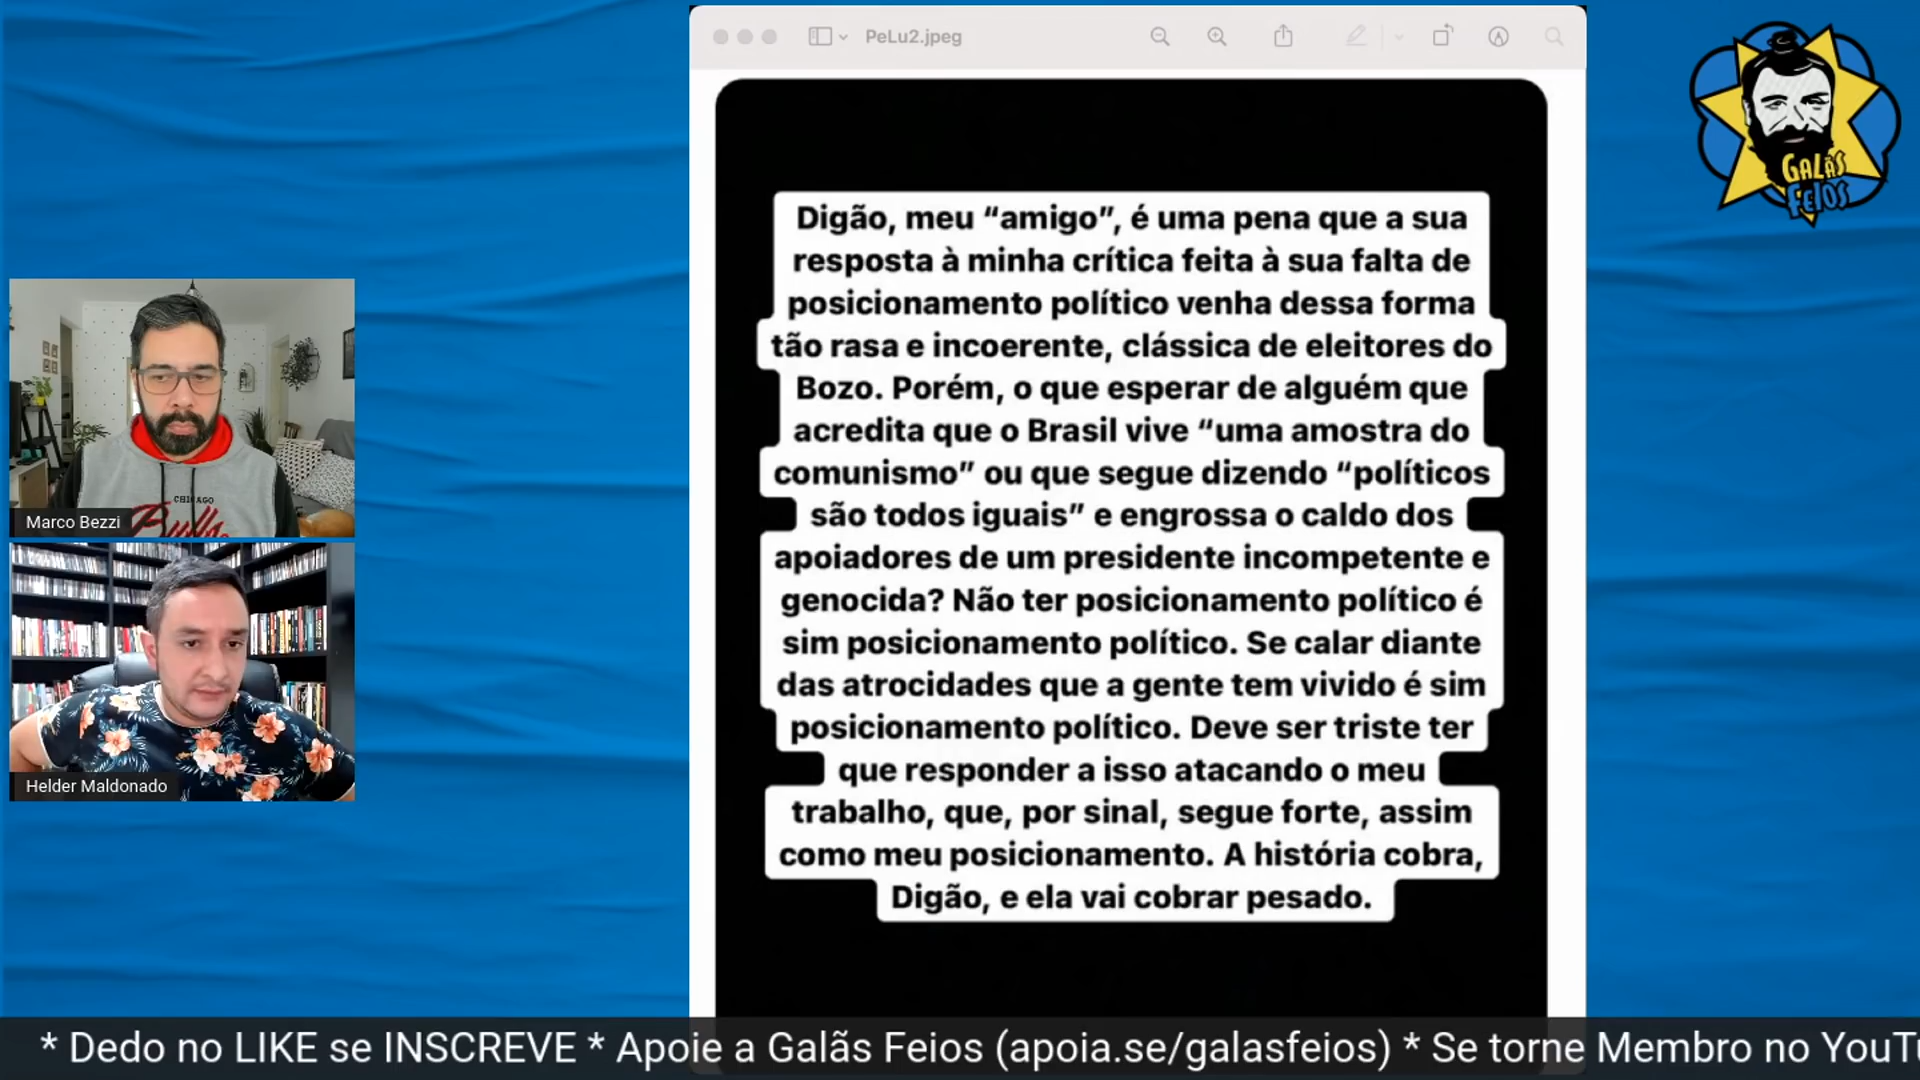 PeLu2.jpeg
GALÃS
FEIOS
Digão, meu “amigo”, é uma pena que a sua
resposta à minha crítica feita à sua falta de
posicionamento político venha dessa forma
tão rasa e incoerente, clássica de eleitores do
Bozo. Porém, o que esperar de alguém que
acredita que o Brasil vive “uma amostra do
comunismo” ou que segue dizendo “políticos
são todos iguais” e engrossa o caldo dos
apoiadores de um presidente incompetente e
genocida? Não ter posicionamento político é
sim posicionamento político. Se calar diante
das atrocidades que a gente tem vivido é sim
posicionamento político. Deve ser triste ter
que responder a isso atacando o meu
trabalho, que, por sinal, segue forte, assim
como meu posicionamento. A história cobra,
Digão, e ela vai cobrar pesado.
CHICAGO
Bulls
Marco Bezzi
Helder Maldonado
* Dedo no LIKE se INSCREVE * Apoie a Galãs Feios (apoia.se/galasfeios) * Se torne Membro no YouT